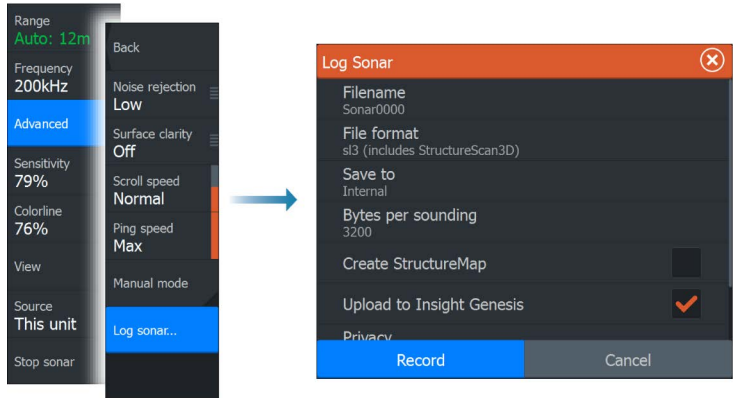 Range
Auto: 12m
Frequency
200kHz
Advanced
Sensitivity
79%
Colorline
76%
View
Source
This unit
Stop sonar
Back
Noise rejection
Low
Surface clarity
Off
Scroll speed
Normal
Ping speed
Max
Manual mode
Log sonar...
Log Sonar
Filename
Sonar0000
File format
sl3 (includes StructureScan3D)
Save to
Internal
Bytes per sounding
3200
Create StructureMap
Upload to Insight Genesis
Privacy
Record
Cancel